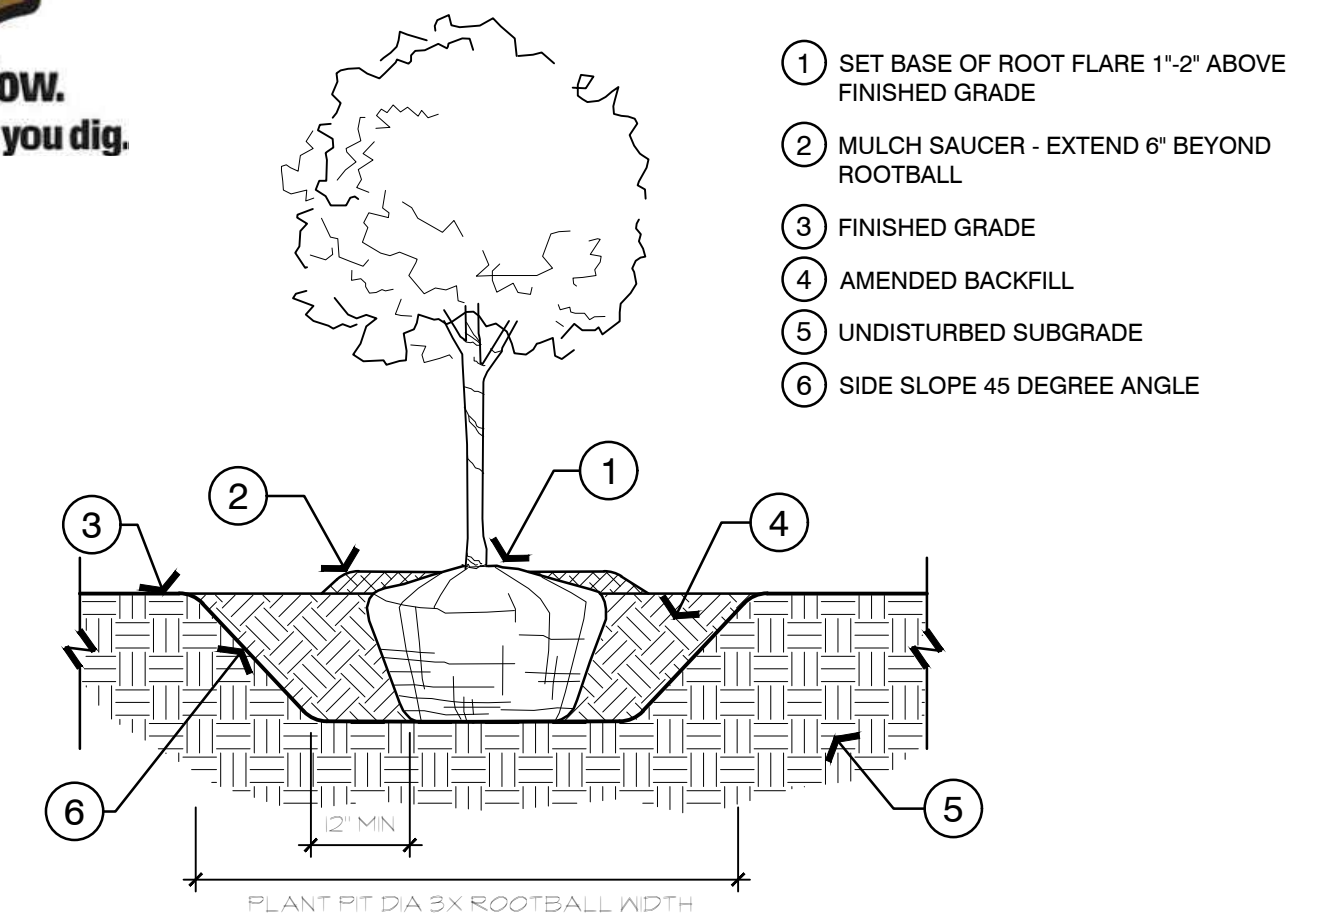 ow.
you dig.
1 SET BASE OF ROOT FLARE 1"-2" ABOVE
FINISHED GRADE
2 MULCH SAUCER - EXTEND 6" BEYOND
ROOTBALL
3 FINISHED GRADE
4 AMENDED BACKFILL
5 UNDISTURBED SUBGRADE
6 SIDE SLOPE 45 DEGREE ANGLE
1
2
3
4
6
5
12" MIN
PLANT PIT DIA 3X ROOTBALL WIDTH